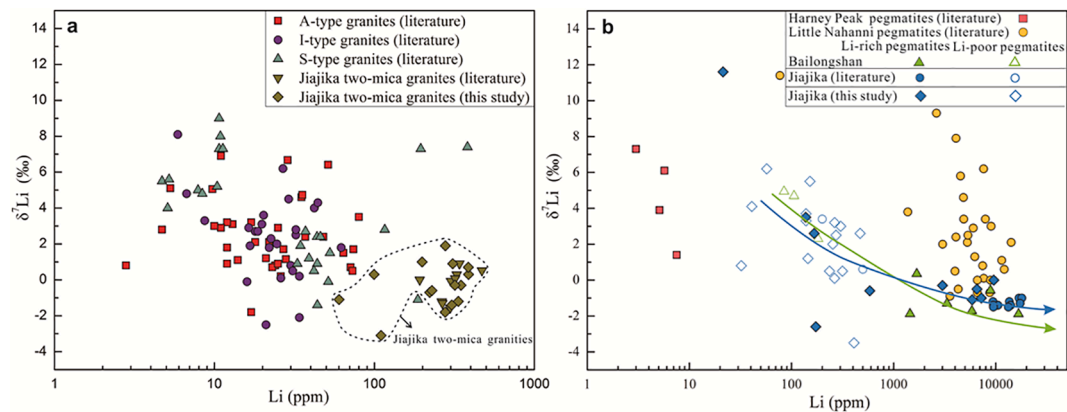 a
A-type granites (literature)
I-type granites (literature)
S-type granites (literature)
Jiajika two-mica granites (literature)
Jiajika two-mica granites (this study)
Jiajika two-mica granities
δ⁷Li (‰)
12
10
8
6
4
2
0
-2
-4
1
10
100
1000
Li (ppm)
b
Harney Peak pegmatites (literature)
Little Nahanni pegmatites (literature)
Li-rich pegmatites Li-poor pegmatites
Bailongshan
Jiajika (literature)
Jiajika (this study)
δ⁷Li (‰)
12
10
8
6
4
2
0
-2
-4
1
10
100
1000
10000
Li (ppm)